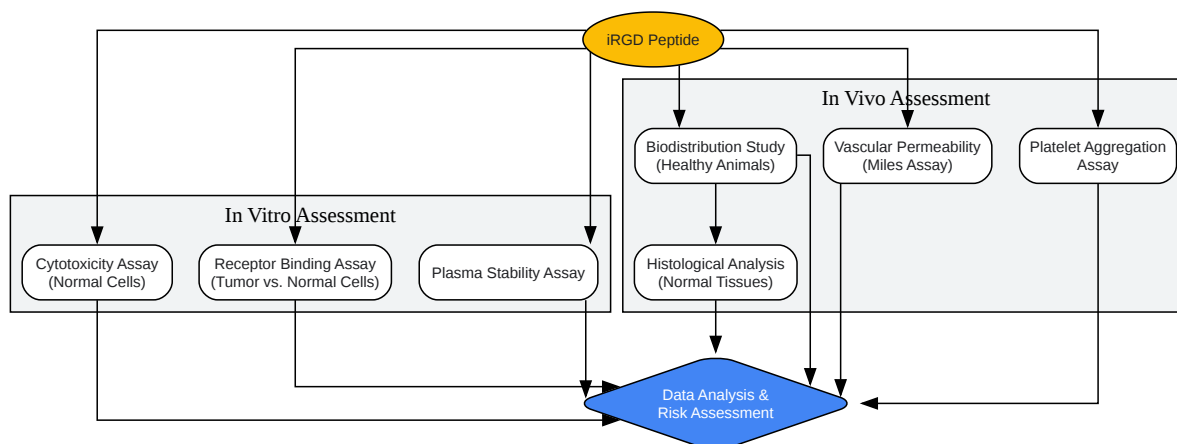 iRGD Peptide
In Vivo Assessment
Biodistribution Study
(Healthy Animals)
Vascular Permeability
(Miles Assay)
Platelet Aggregation
Assay
In Vitro Assessment
Cytotoxicity Assay
(Normal Cells)
Receptor Binding Assay
(Tumor vs. Normal Cells)
Plasma Stability Assay
Histological Analysis
(Normal Tissues)
Data Analysis &
Risk Assessment